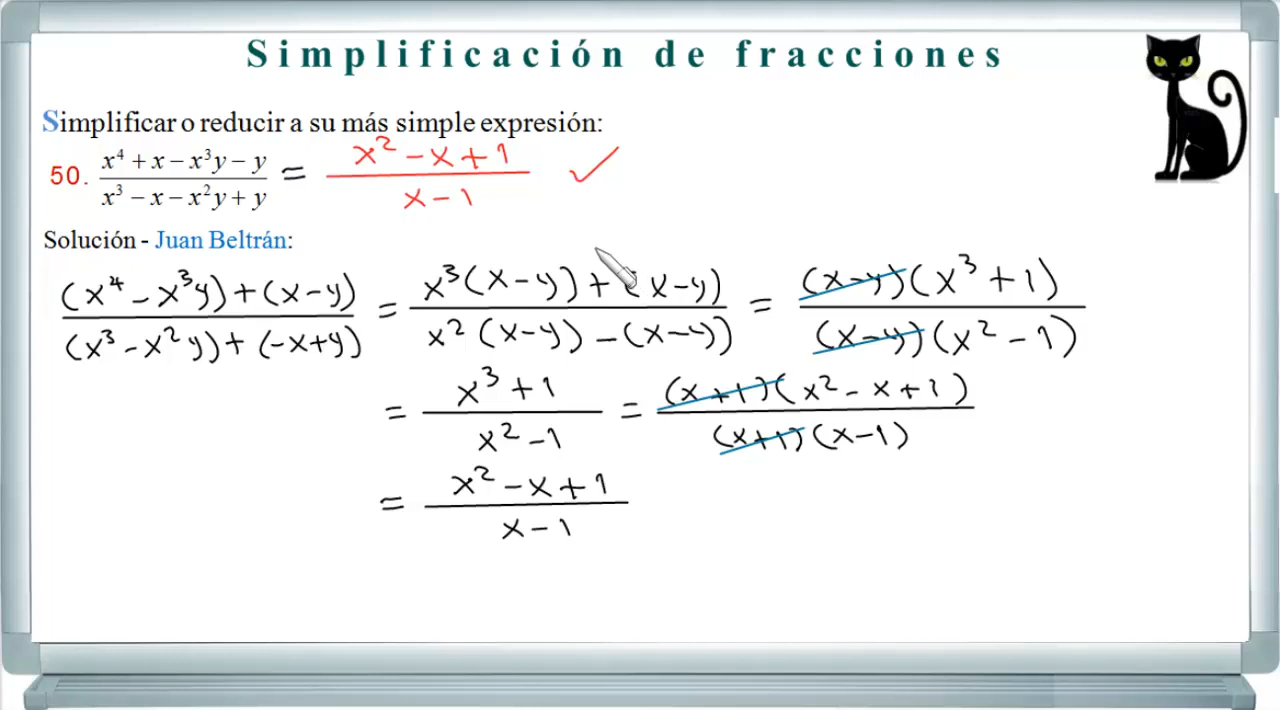 Simplificación de fracciones
Simplificar o reducir a su más simple expresión:
50. (x⁴ + x − x³y − y)/(x³ − x − x²y + y) = (x² − x + 1)/(x − 1) ✓
Solución - Juan Beltrán:
((x⁴ − x³y) + (x − y))/((x³ − x²y) + (−x + y)) = (x³(x − y) + (x − y))/(x²(x − y) − (x − y)) = ((x − y)(x³ + 1))/((x − y)(x² − 1))
= (x³ + 1)/(x² − 1) = ((x + 1)(x² − x + 1))/((x + 1)(x − 1))
= (x² − x + 1)/(x − 1)